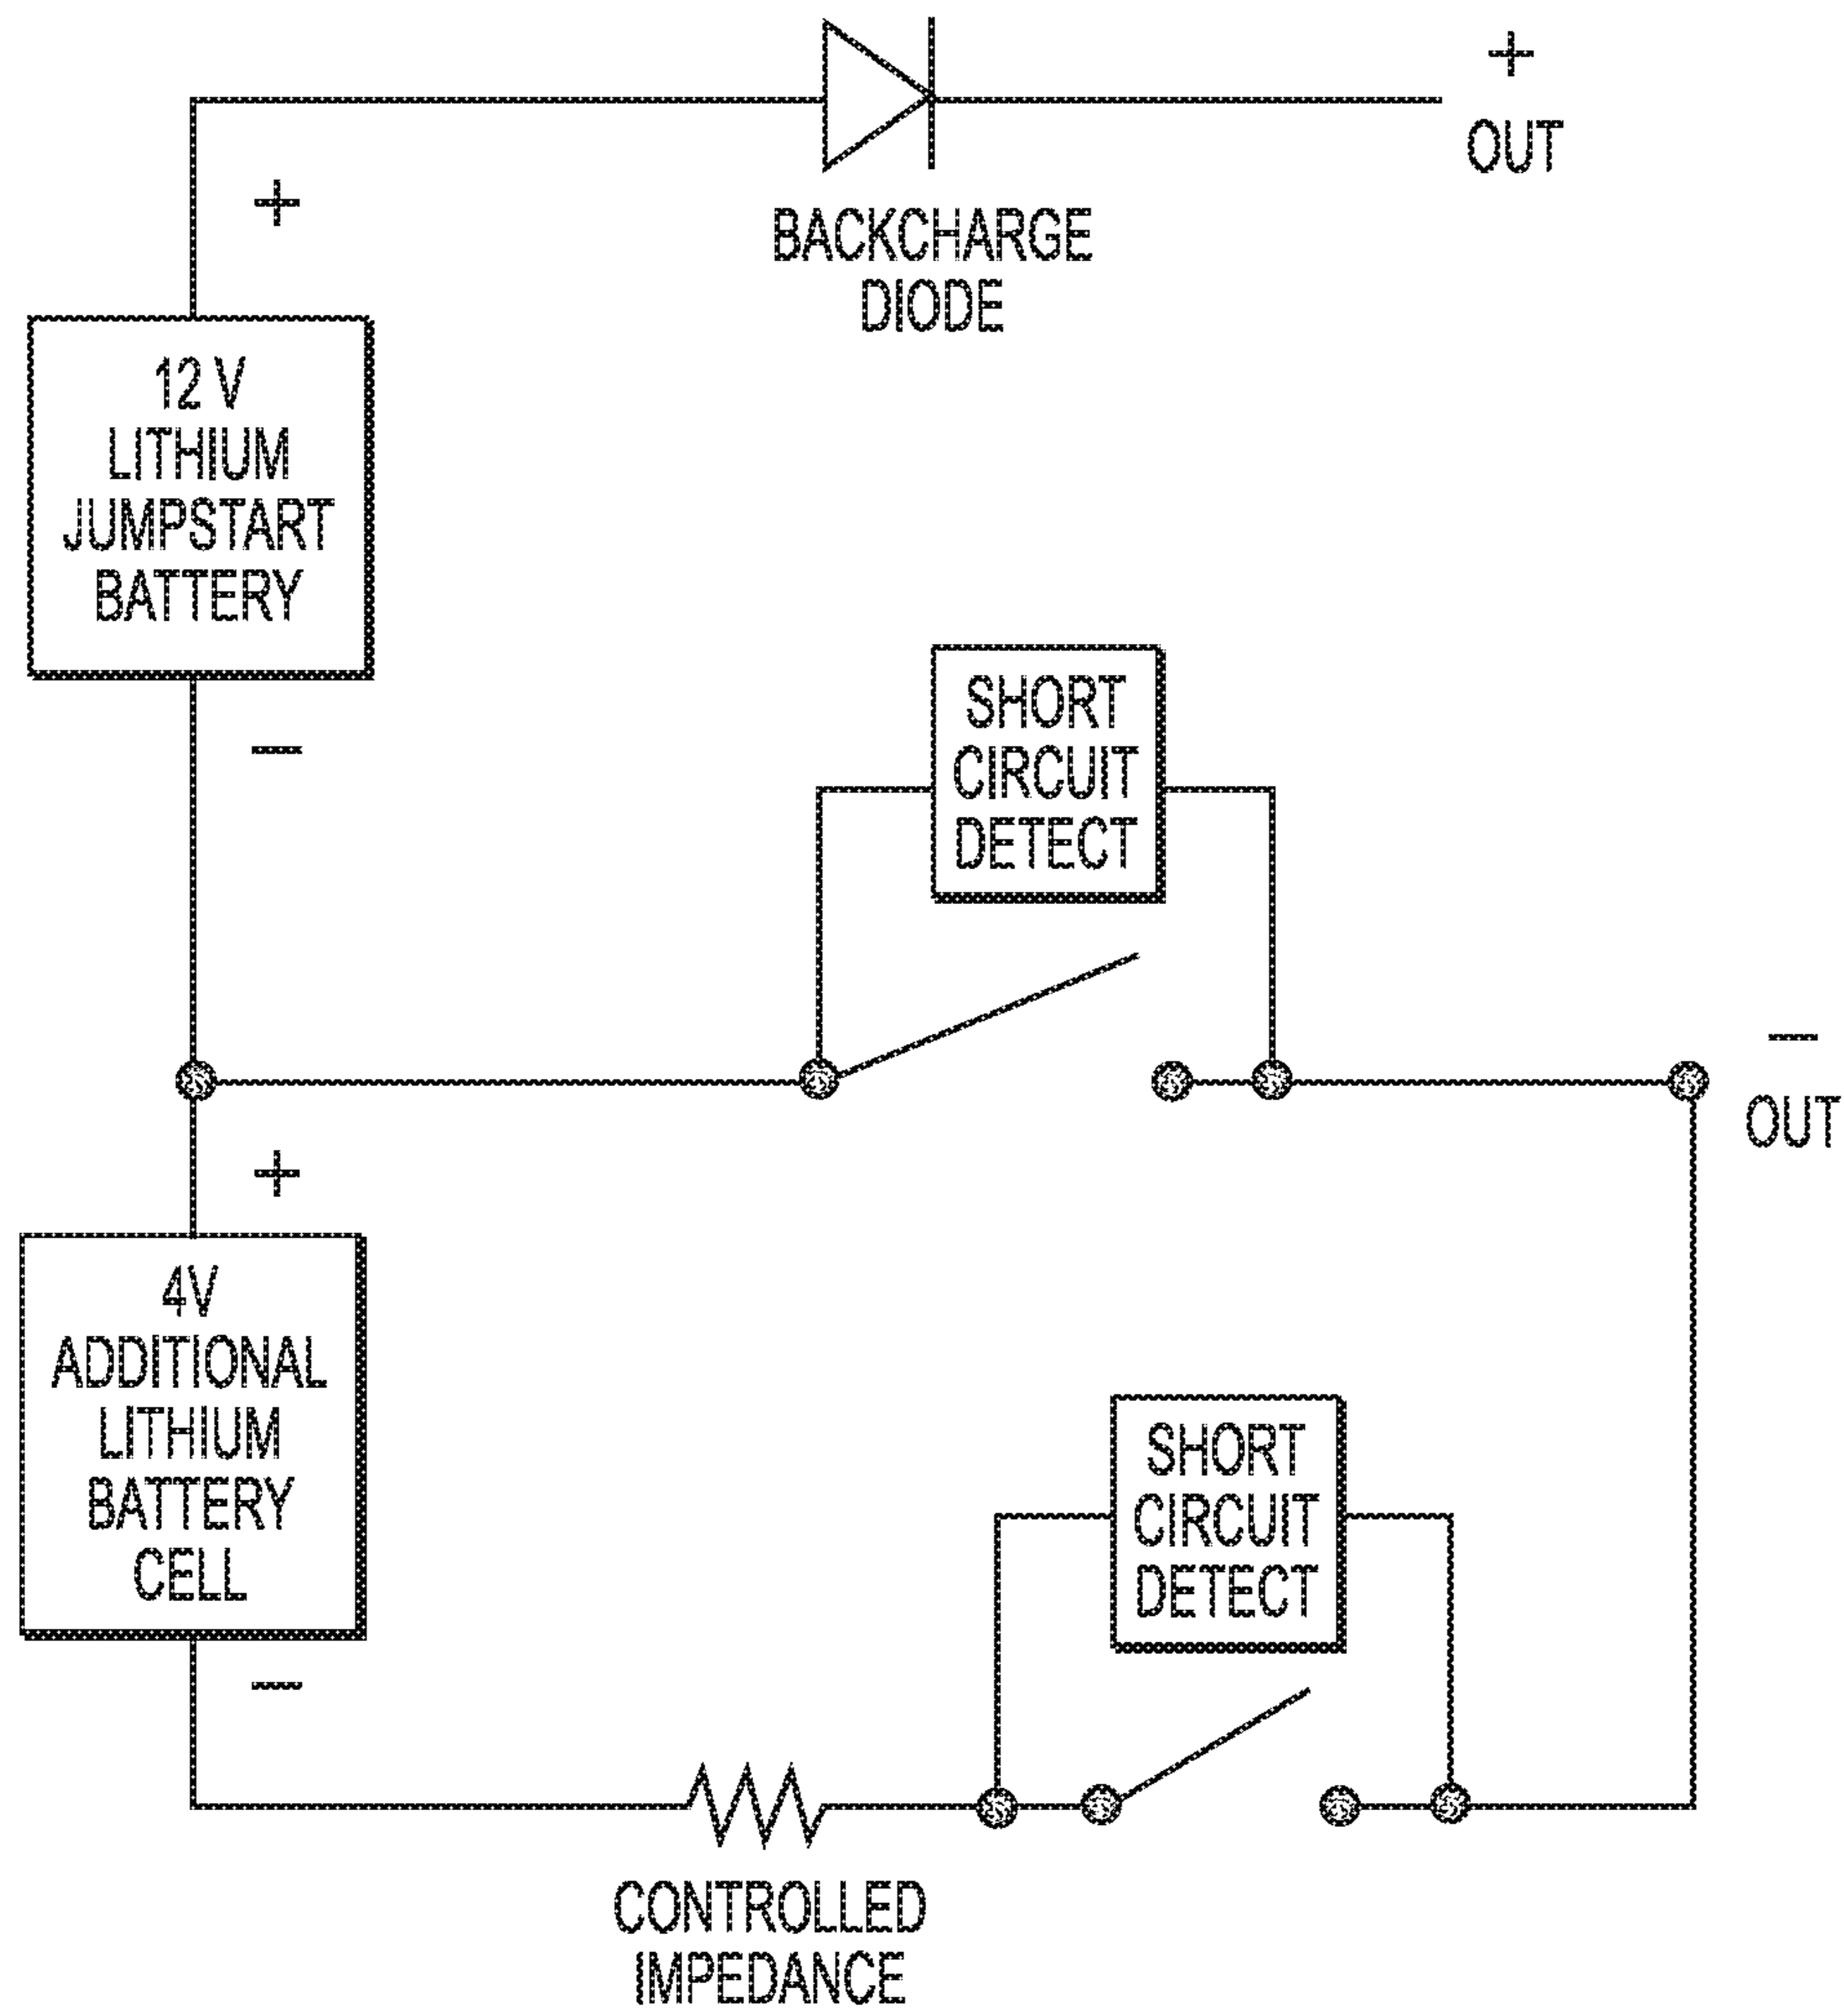 +
OUT
BACKCHARGE
DIODE
+
12 V
LITHIUM
JUMPSTART
BATTERY
−
SHORT
CIRCUIT
DETECT
−
OUT
+
4V
ADDITIONAL
LITHIUM
BATTERY
CELL
−
SHORT
CIRCUIT
DETECT
CONTROLLED
IMPEDANCE